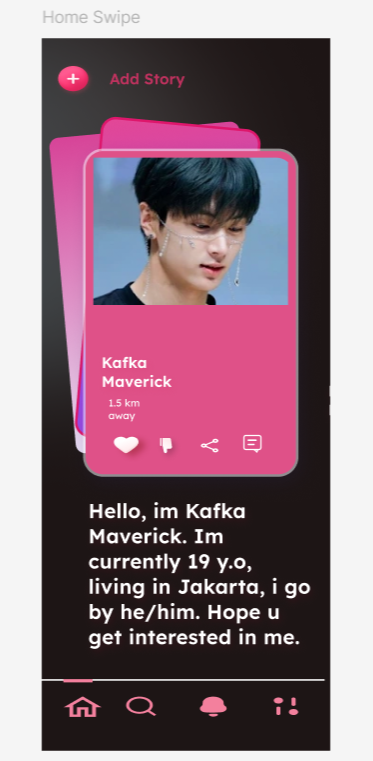 Home Swipe
Add Story
Kafka
Maverick
1.5 km
away
Hello, im Kafka
Maverick. Im
currently 19 y.o,
living in Jakarta, i go
by he/him. Hope u
get interested in me.